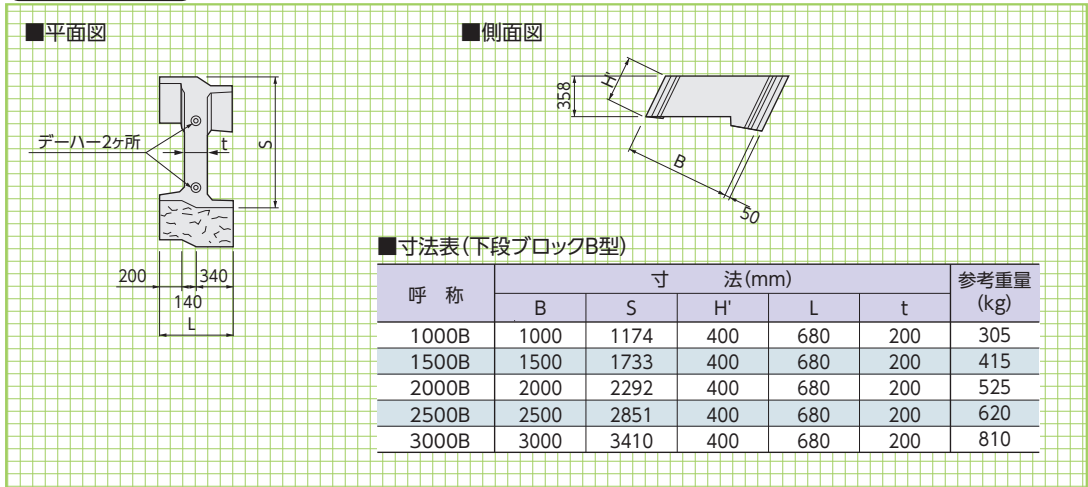 ■平面図
デーハー2ヶ所
t
S
200
340
140
L
■側面図
358
H'
B
50
■寸法表(下段ブロックB型)
呼 称 寸 法(mm) 参考重量(kg)
B S H' L t
1000B 1000 1174 400 680 200 305
1500B 1500 1733 400 680 200 415
2000B 2000 2292 400 680 200 525
2500B 2500 2851 400 680 200 620
3000B 3000 3410 400 680 200 810